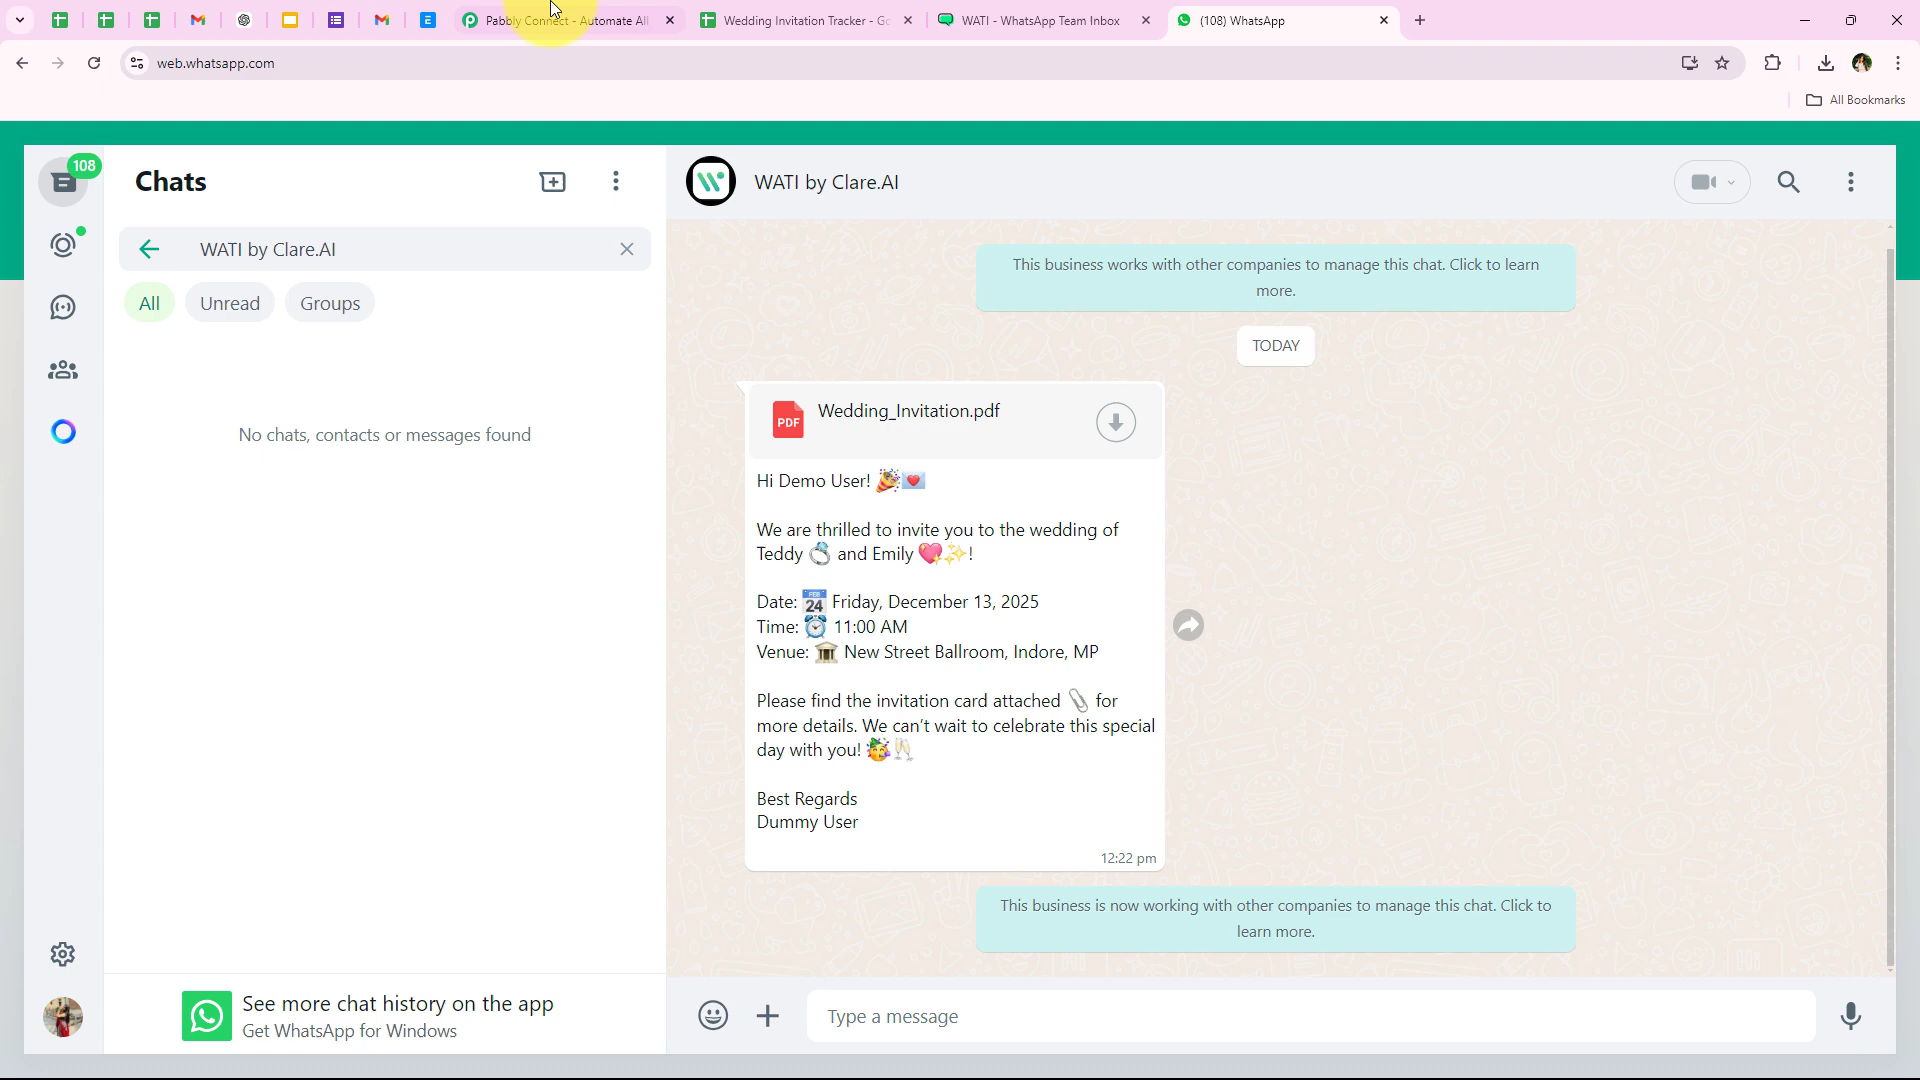 Pabbly Connect - Automate All
Wedding Invitation Tracker - Go
WATI - WhatsApp Team Inbox
(108) WhatsApp
web.whatsapp.com
All Bookmarks
108
Chats
WATI by Clare.AI
All
Unread
Groups
No chats, contacts or messages found
See more chat history on the app
Get WhatsApp for Windows
WATI by Clare.AI
This business works with other companies to manage this chat. Click to learn
more.
TODAY
PDF
Wedding_Invitation.pdf
Hi Demo User! 🎉💌
We are thrilled to invite you to the wedding of
Teddy 💍 and Emily 💖✨!
Date: 📅 Friday, December 13, 2025
Time: ⏰ 11:00 AM
Venue: 🏛️ New Street Ballroom, Indore, MP
Please find the invitation card attached 📎 for
more details. We can't wait to celebrate this special
day with you! 🥳🥂
Best Regards
Dummy User
12:22 pm
This business is now working with other companies to manage this chat. Click to
learn more.
Type a message